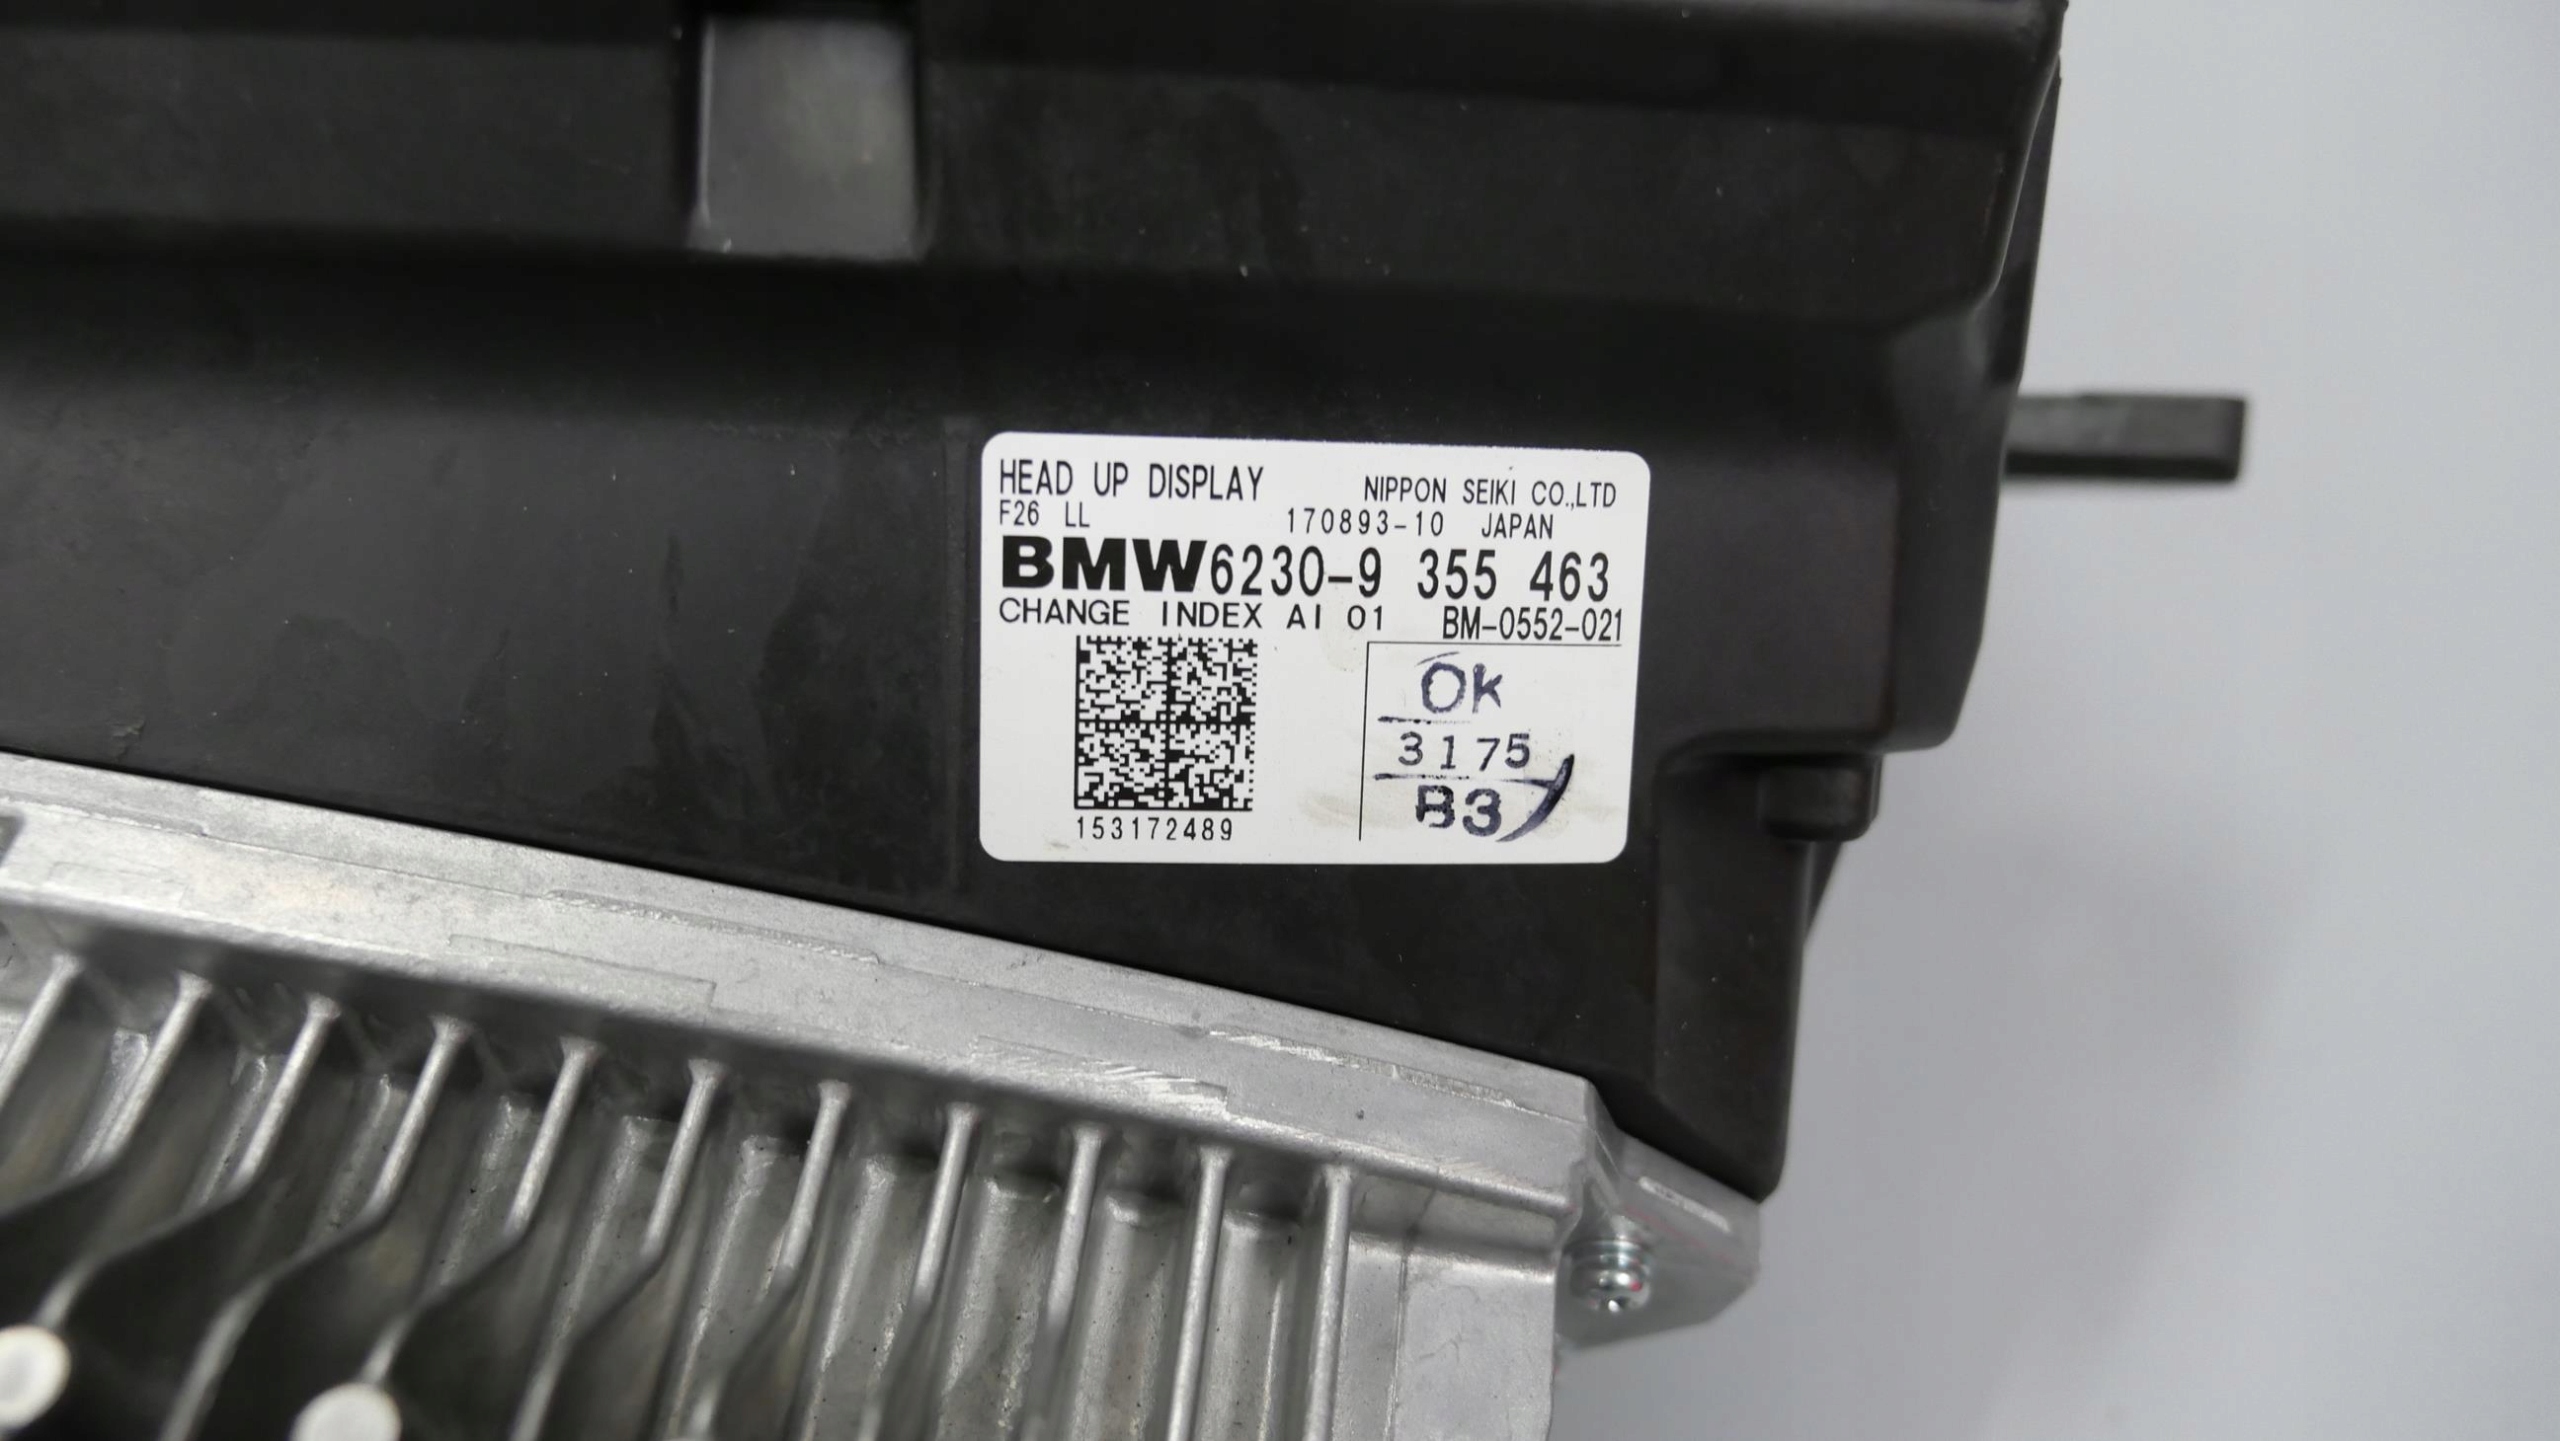 HEAD UP DISPLAY NIPPON SEIKI CO.,LTD
F26 LL 170893-10 JAPAN
BMW6230-9 355 463
CHANGE INDEX AI 01 BM-0552-021
OK
3175
B3
153172489